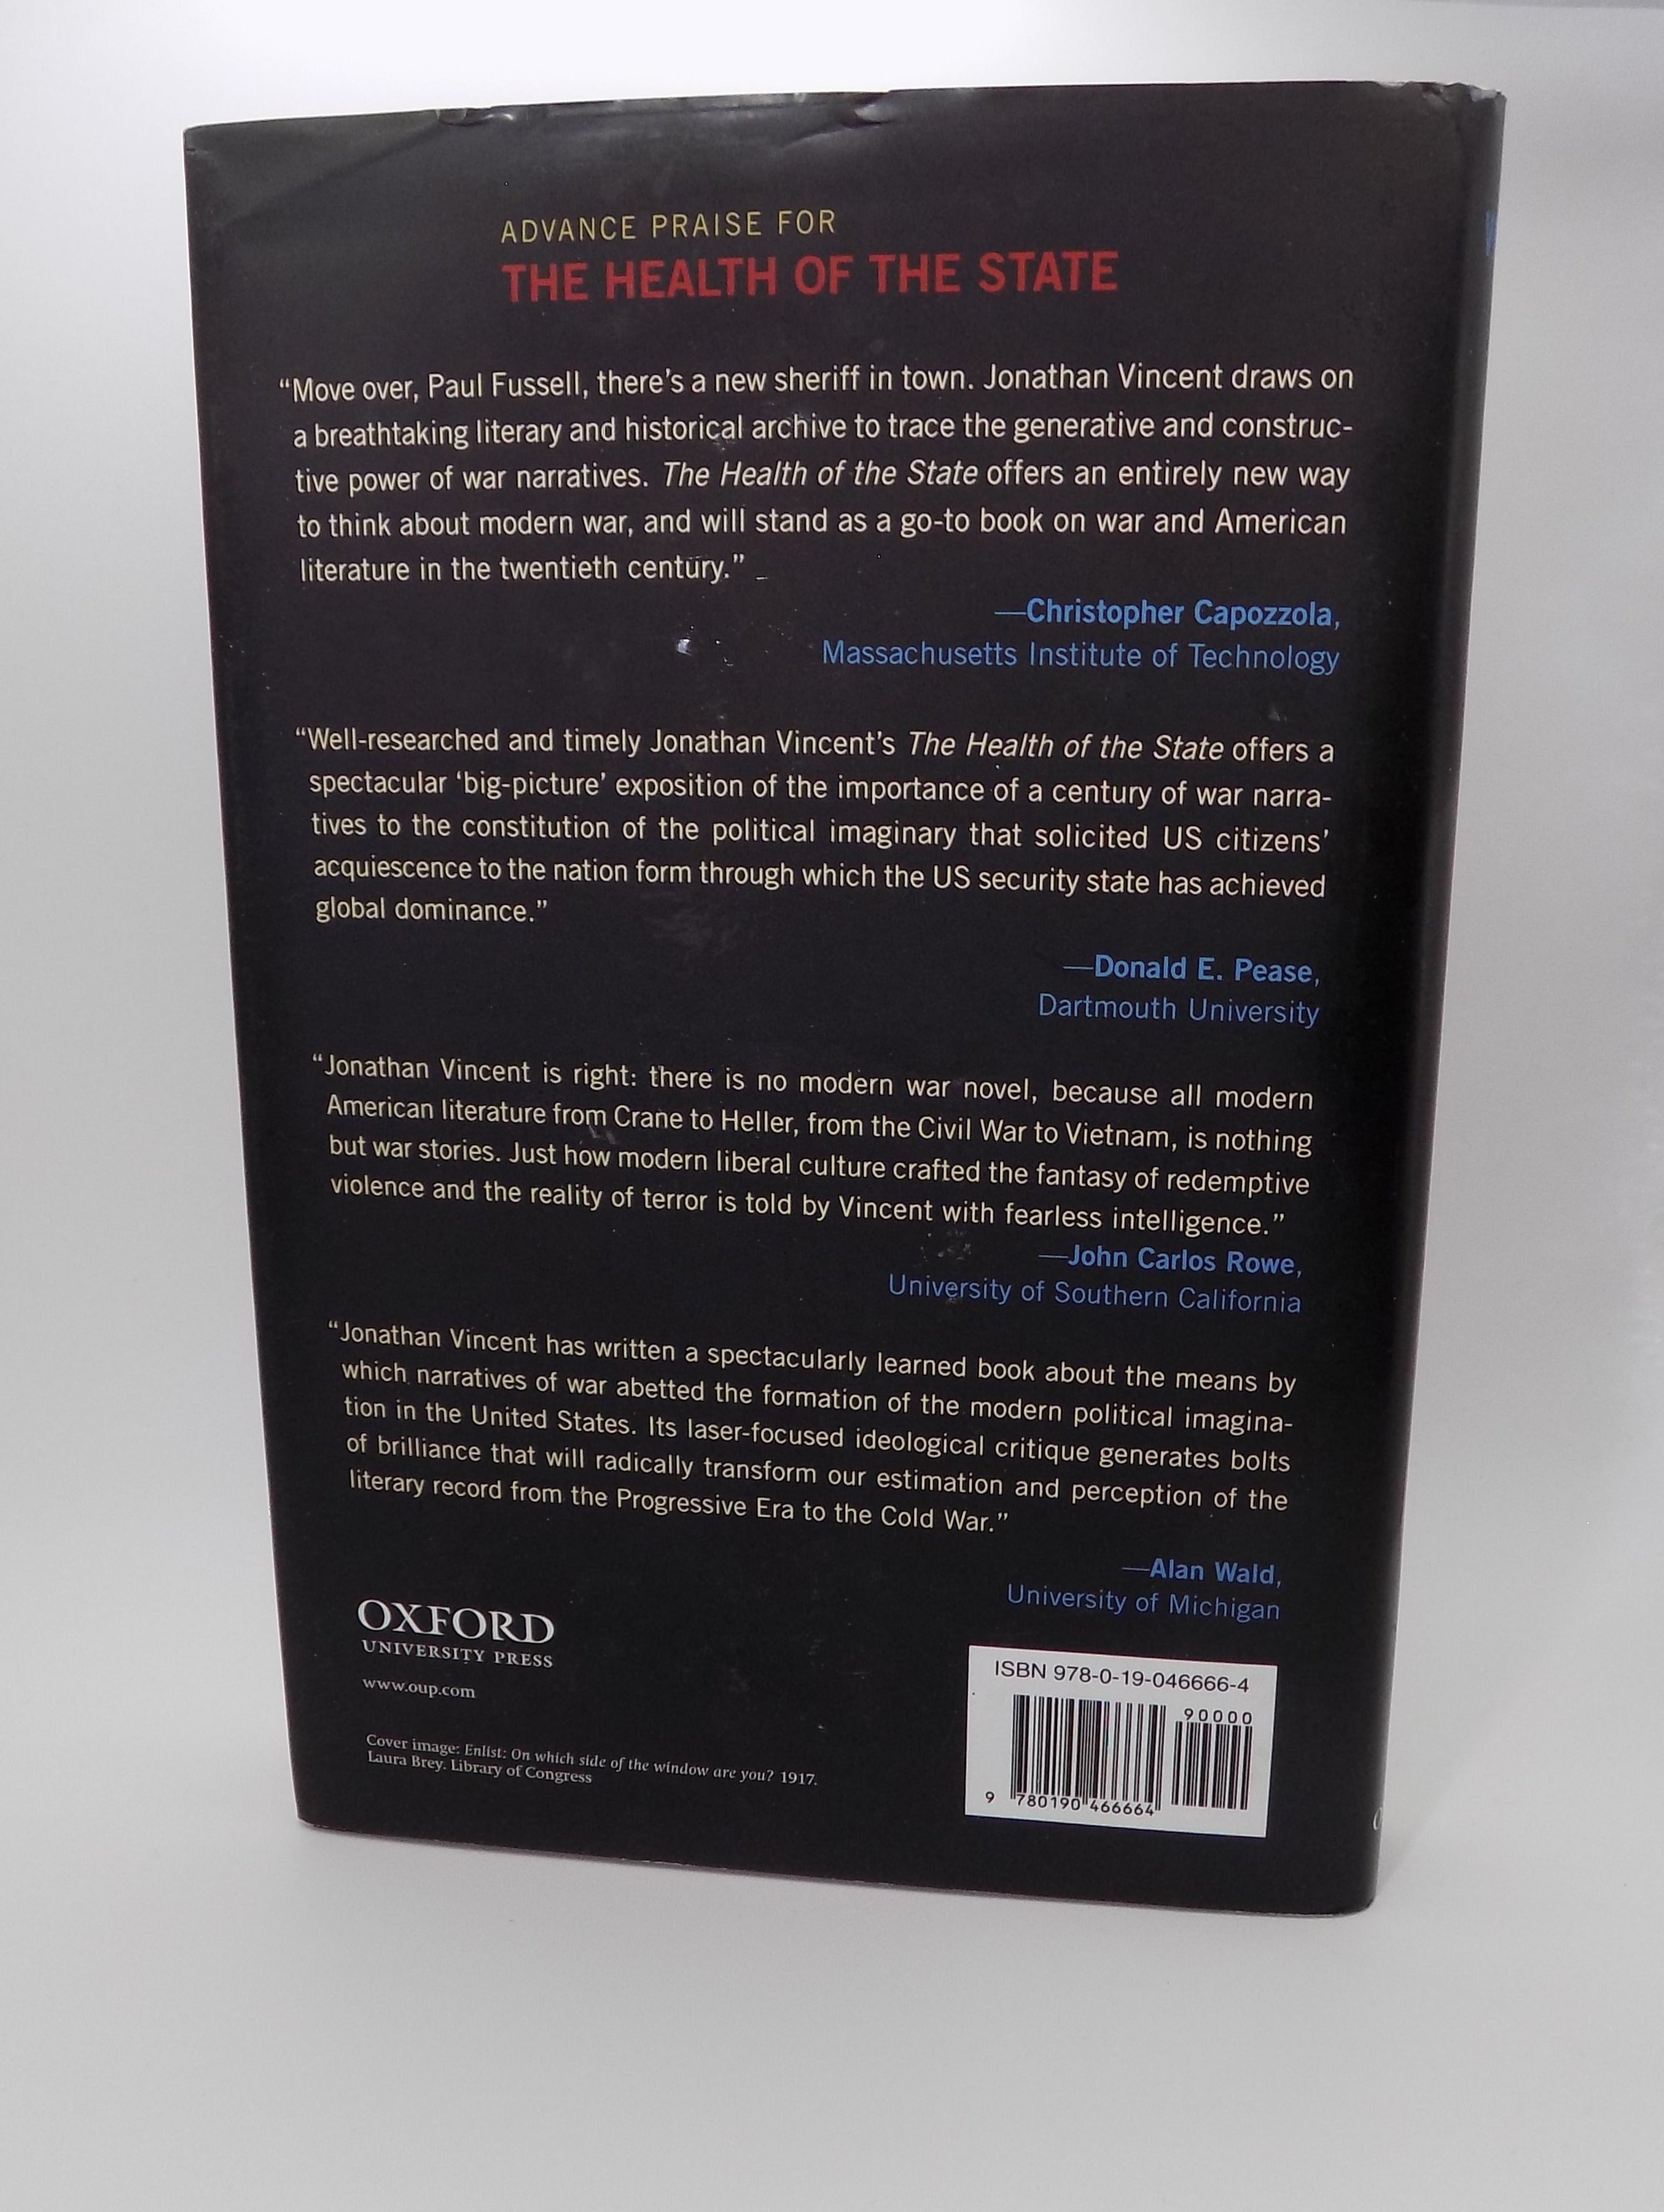 ADVANCE PRAISE FOR
THE HEALTH OF THE STATE
“Move over, Paul Fussell, there’s a new sheriff in town. Jonathan Vincent draws on
a breathtaking literary and historical archive to trace the generative and construc-
tive power of war narratives. The Health of the State offers an entirely new way
to think about modern war, and will stand as a go-to book on war and American
literature in the twentieth century.”
—Christopher Capozzola,
Massachusetts Institute of Technology
“Well-researched and timely Jonathan Vincent’s The Health of the State offers a
spectacular ‘big-picture’ exposition of the importance of a century of war narra-
tives to the constitution of the political imaginary that solicited US citizens’
acquiescence to the nation form through which the US security state has achieved
global dominance.”
—Donald E. Pease,
Dartmouth University
“Jonathan Vincent is right: there is no modern war novel, because all modern
American literature from Crane to Heller, from the Civil War to Vietnam, is nothing
but war stories. Just how modern liberal culture crafted the fantasy of redemptive
violence and the reality of terror is told by Vincent with fearless intelligence.”
—John Carlos Rowe,
University of Southern California
“Jonathan Vincent has written a spectacularly learned book about the means by
which narratives of war abetted the formation of the modern political imagina-
tion in the United States. Its laser-focused ideological critique generates bolts
of brilliance that will radically transform our estimation and perception of the
literary record from the Progressive Era to the Cold War.”
—Alan Wald,
University of Michigan
OXFORD
UNIVERSITY PRESS
www.oup.com
Cover image: Enlist: On which side of the window are you? 1917.
Laura Brey. Library of Congress
ISBN 978-0-19-046666-4
90000
9 780190 466664